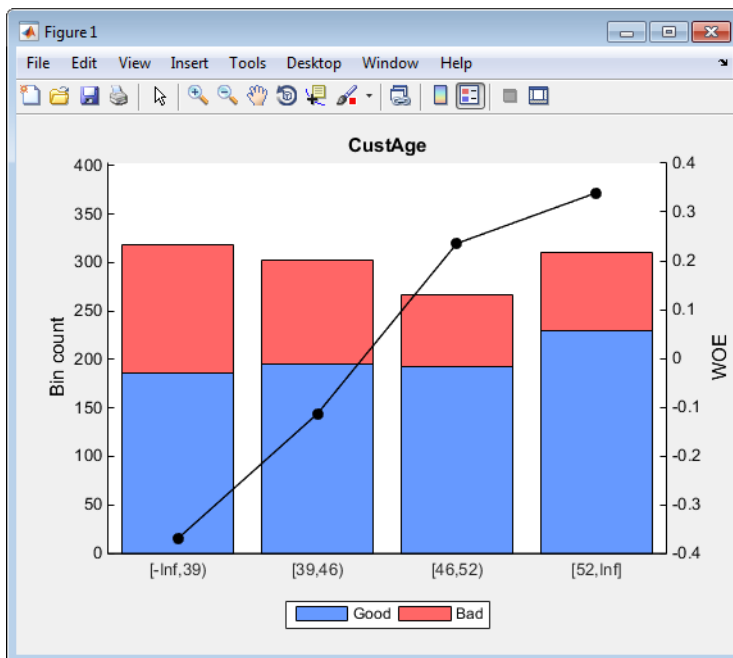 Figure 1
File Edit View Insert Tools Desktop Window Help
CustAge
400
350
300
250
200
150
100
50
0
Bin count
0.4
0.3
0.2
0.1
0
-0.1
-0.2
-0.3
-0.4
WOE
[-Inf,39) [39,46) [46,52) [52,Inf]
Good Bad